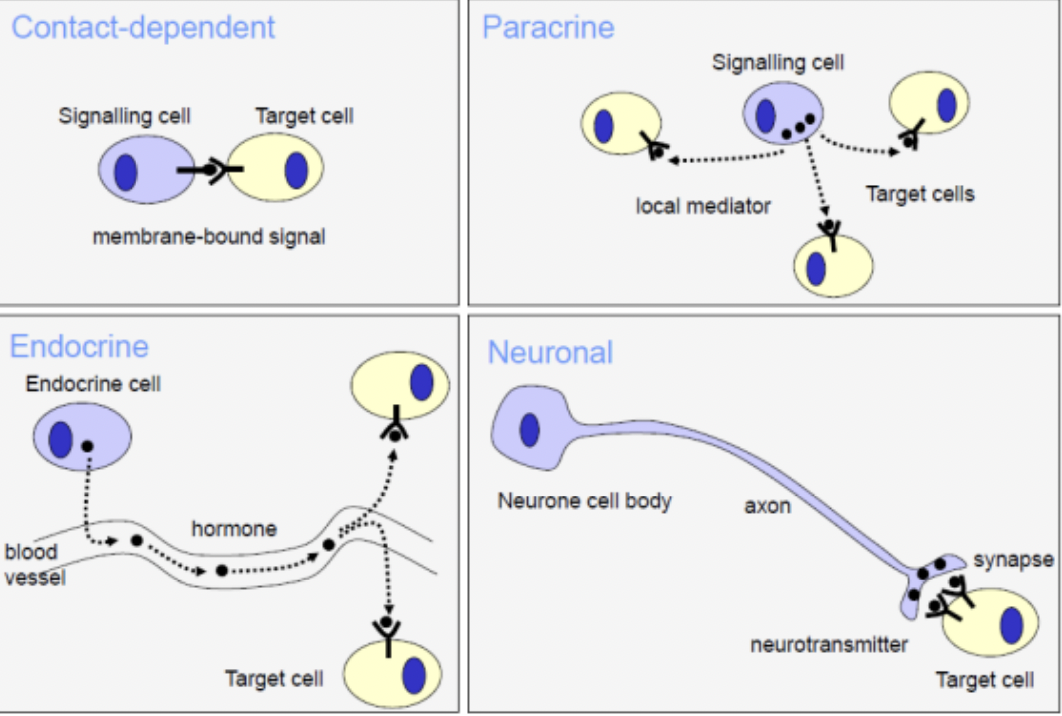 Contact-dependent
Signalling cell
Target cell
membrane-bound signal
Paracrine
Signalling cell
local mediator
Target cells
Endocrine
Endocrine cell
hormone
blood
vessel
Target cell
Neuronal
Neurone cell body
axon
synapse
neurotransmitter
Target cell